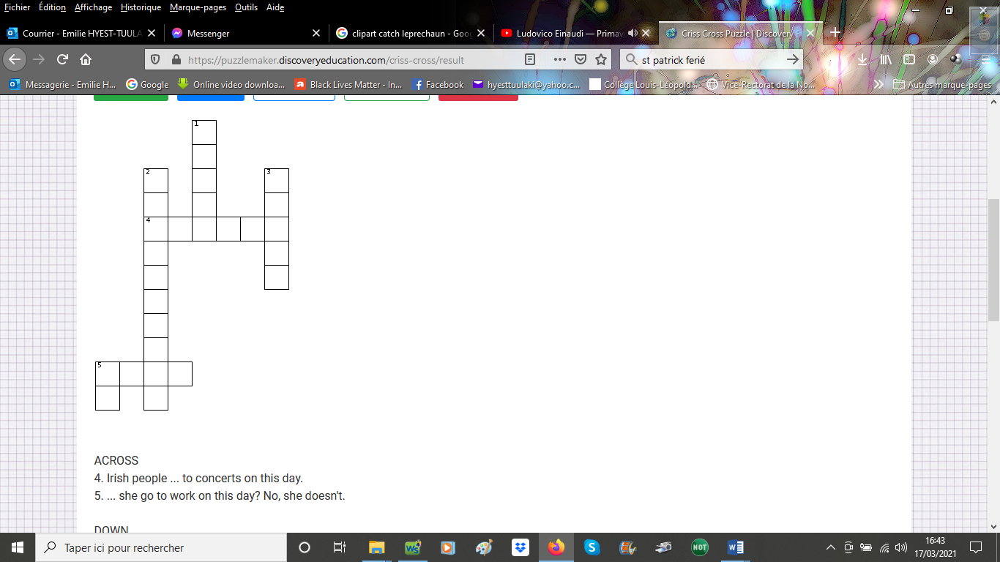 Fichier Édition Affichage Historique Marque-pages Outils Aide
Courrier - Emilie HYEST-TUULA
Messenger
clipart catch leprechaun - Goo
Ludovico Einaudi — Primav
Criss Cross Puzzle | Discovery E
https://puzzlemaker.discoveryeducation.com/criss-cross/result
st patrick ferié
Messagerie - Emilie H...
Google
Online video downloa...
Black Lives Matter - In...
Facebook
hyesttuulaki@yahoo.c...
Collège Louis-Léopold...
Vice-Rectorat de la No...
Autres marque-pages
1
2
3
4
5
ACROSS
4. Irish people ... to concerts on this day.
5. ... she go to work on this day? No, she doesn't.
DOWN
Taper ici pour rechercher
NOT
16:43
17/03/2021